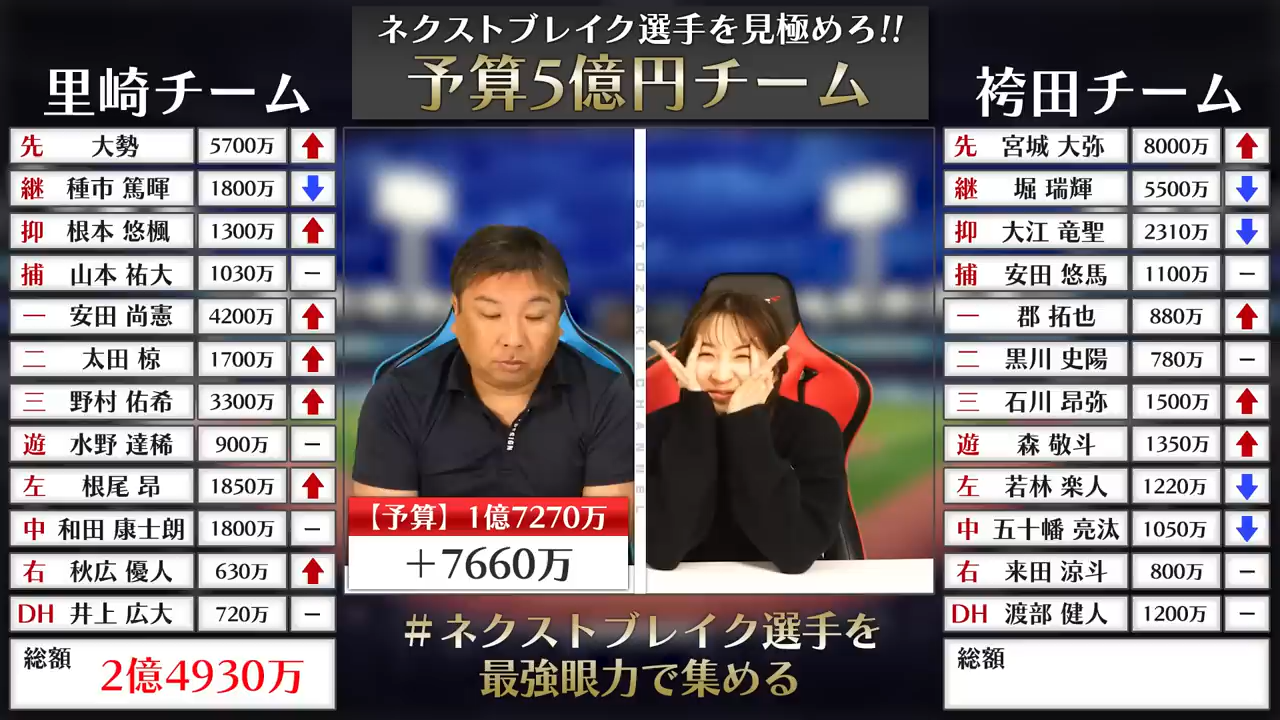 ネクストブレイク選手を見極めろ!!
予算5億円チーム
里崎チーム
先 大勢 5700万 ↑
継 種市 篤暉 1800万 ↓
抑 根本 悠楓 1300万 ↑
捕 山本 祐大 1030万 −
一 安田 尚憲 4200万 ↑
二 太田 椋 1700万 ↑
三 野村 佑希 3300万 ↑
遊 水野 達稀 900万 −
左 根尾 昂 1850万 ↑
中 和田 康士朗 1800万 −
右 秋広 優人 630万 ↑
DH 井上 広大 720万 −
総額 2億4930万
SATOZAKI CHANNEL
【予算】1億7270万
＋7660万
#ネクストブレイク選手を
最強眼力で集める
袴田チーム
先 宮城 大弥 8000万 ↑
継 堀 瑞輝 5500万 ↓
抑 大江 竜聖 2310万 ↓
捕 安田 悠馬 1100万 −
一 郡 拓也 880万 ↑
二 黒川 史陽 780万 −
三 石川 昂弥 1500万 ↑
遊 森 敬斗 1350万 ↑
左 若林 楽人 1220万 ↓
中 五十幡 亮汰 1050万 ↓
右 来田 涼斗 800万 −
DH 渡部 健人 1200万 −
総額